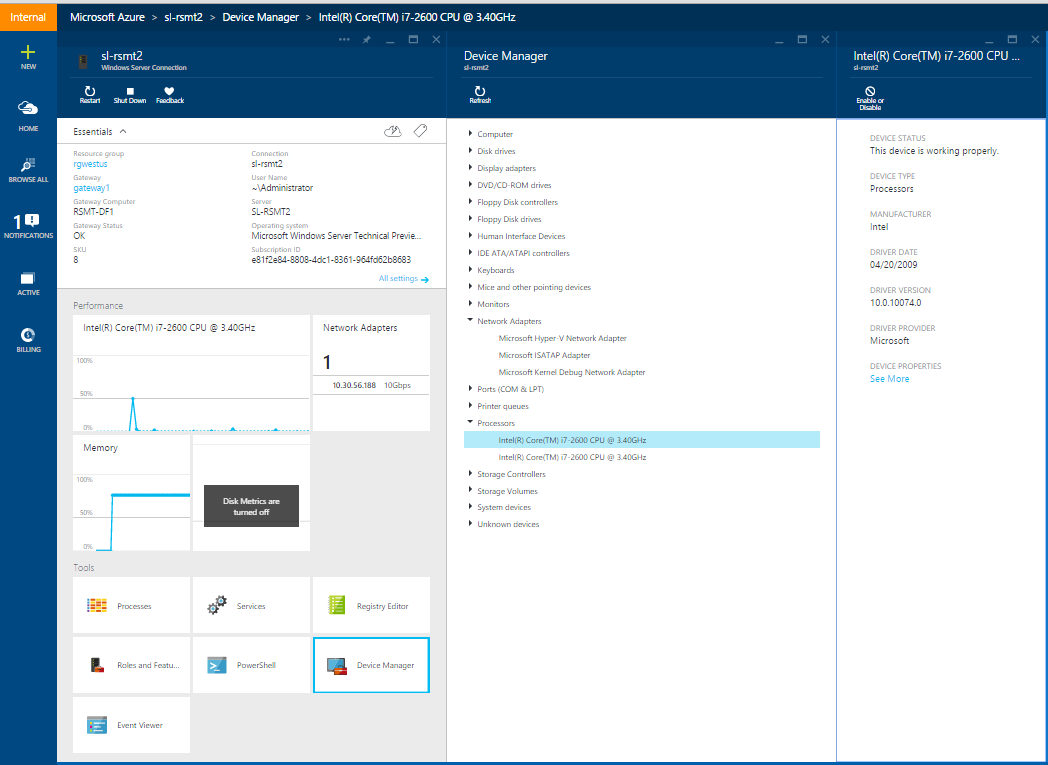 Internal
Microsoft Azure > sl-rsmt2 > Device Manager > Intel(R) Core(TM) i7-2600 CPU @ 3.40GHz
NEW
HOME
BROWSE ALL
1
NOTIFICATIONS
ACTIVE
BILLING
sl-rsmt2
Windows Server Connection
Restart
Shut Down
Feedback
Essentials
Resource group
rgwestus
Gateway
gateway1
Gateway Computer
RSMT-DF1
Gateway Status
OK
SKU
8
Connection
sl-rsmt2
User Name
~\Administrator
Server
SL-RSMT2
Operating system
Microsoft Windows Server Technical Previe...
Subscription ID
e81f2e84-8808-4dc1-8361-964fd62b8683
All settings
Performance
Intel(R) Core(TM) i7-2600 CPU @ 3.40GHz
100%
50%
0%
Network Adapters
1
10.30.56.188 10Gbps
Memory
100%
50%
0%
Disk Metrics are
turned off
Tools
Processes
Services
Registry Editor
Roles and Featu...
PowerShell
Device Manager
Event Viewer
Device Manager
sl-rsmt2
Refresh
Computer
Disk drives
Display adapters
DVD/CD-ROM drives
Floppy Disk controllers
Floppy Disk drives
Human Interface Devices
IDE ATA/ATAPI controllers
Keyboards
Mice and other pointing devices
Monitors
Network Adapters
Microsoft Hyper-V Network Adapter
Microsoft ISATAP Adapter
Microsoft Kernel Debug Network Adapter
Ports (COM & LPT)
Printer queues
Processors
Intel(R) Core(TM) i7-2600 CPU @ 3.40GHz
Intel(R) Core(TM) i7-2600 CPU @ 3.40GHz
Storage Controllers
Storage Volumes
System devices
Unknown devices
Intel(R) Core(TM) i7-2600 CPU ...
sl-rsmt2
Enable or
Disable
DEVICE STATUS
This device is working properly.
DEVICE TYPE
Processors
MANUFACTURER
Intel
DRIVER DATE
04/20/2009
DRIVER VERSION
10.0.10074.0
DRIVER PROVIDER
Microsoft
DEVICE PROPERTIES
See More